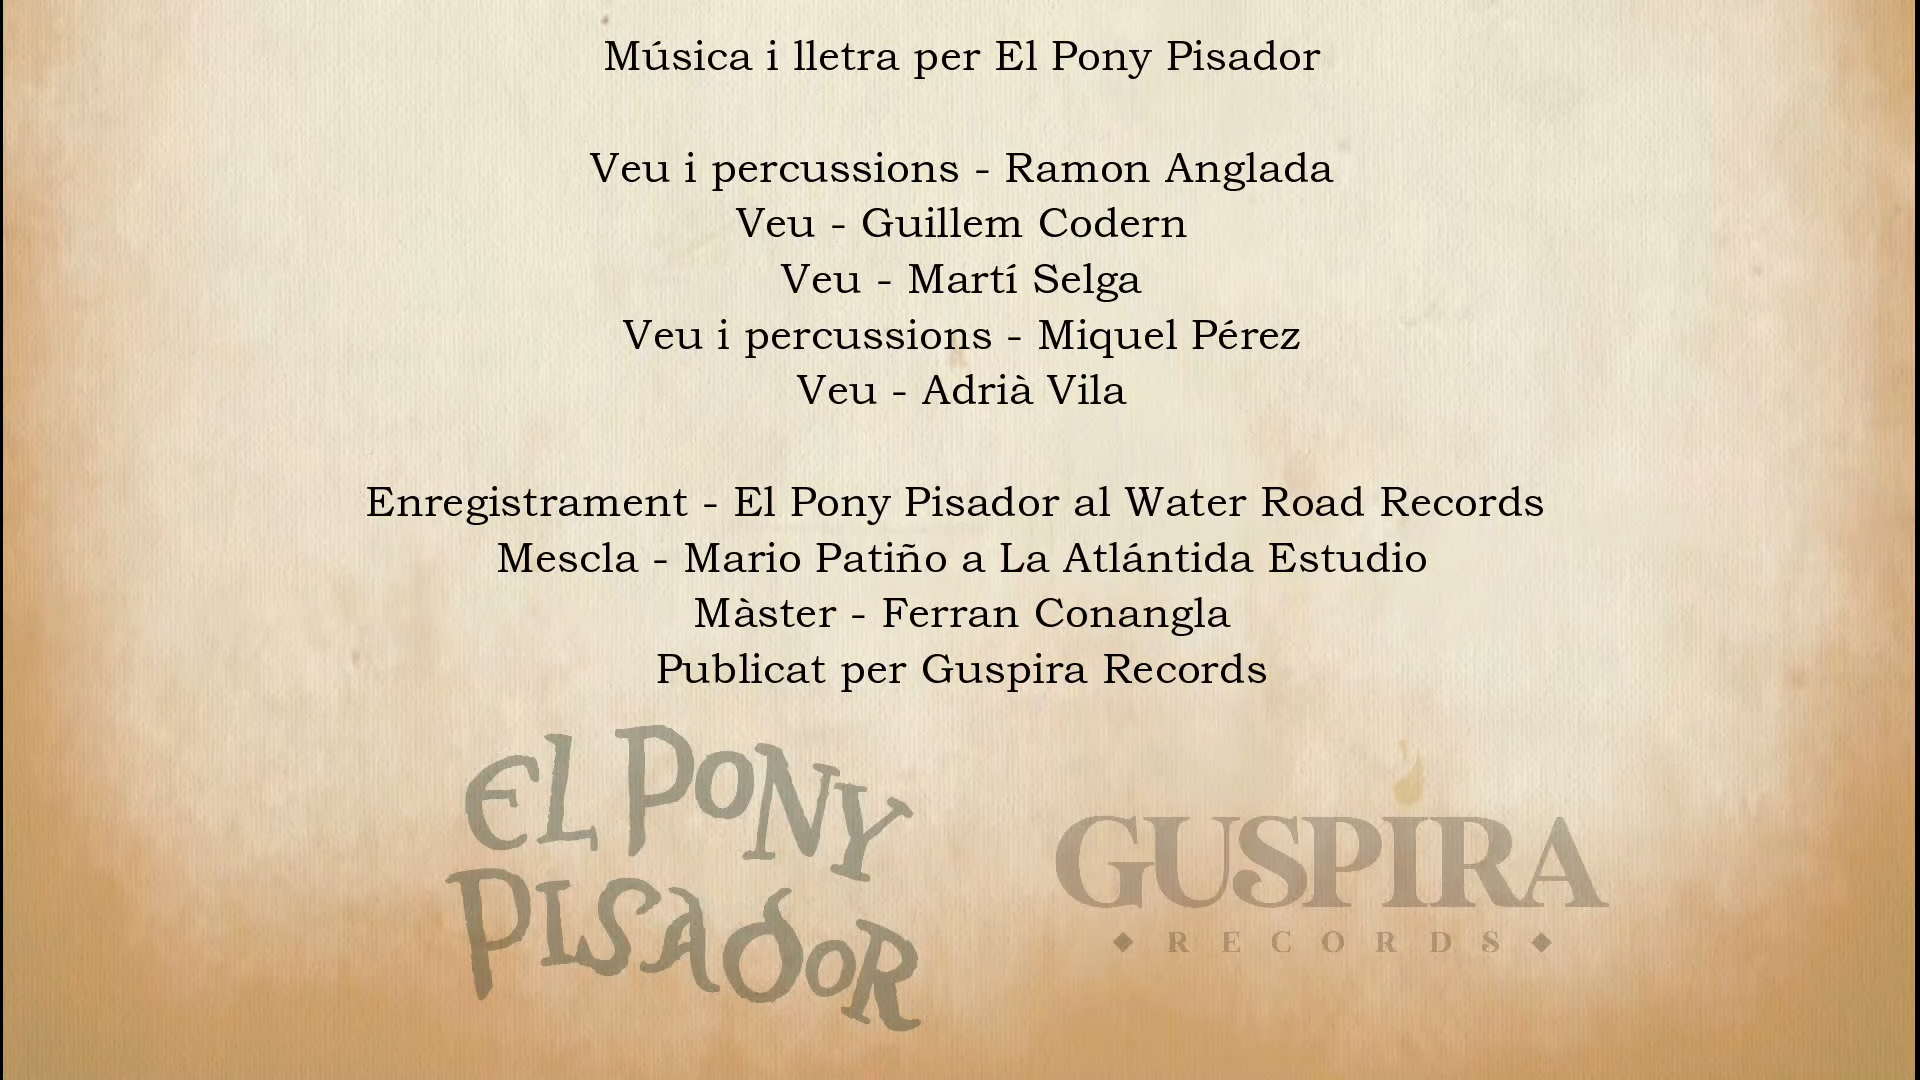 Música i lletra per El Pony Pisador
Veu i percussions - Ramon Anglada
Veu - Guillem Codern
Veu - Martí Selga
Veu i percussions - Miquel Pérez
Veu - Adrià Vila
Enregistrament - El Pony Pisador al Water Road Records
Mescla - Mario Patiño a La Atlántida Estudio
Màster - Ferran Conangla
Publicat per Guspira Records
EL PONY
PISADOR
GUSPIRA
RECORDS